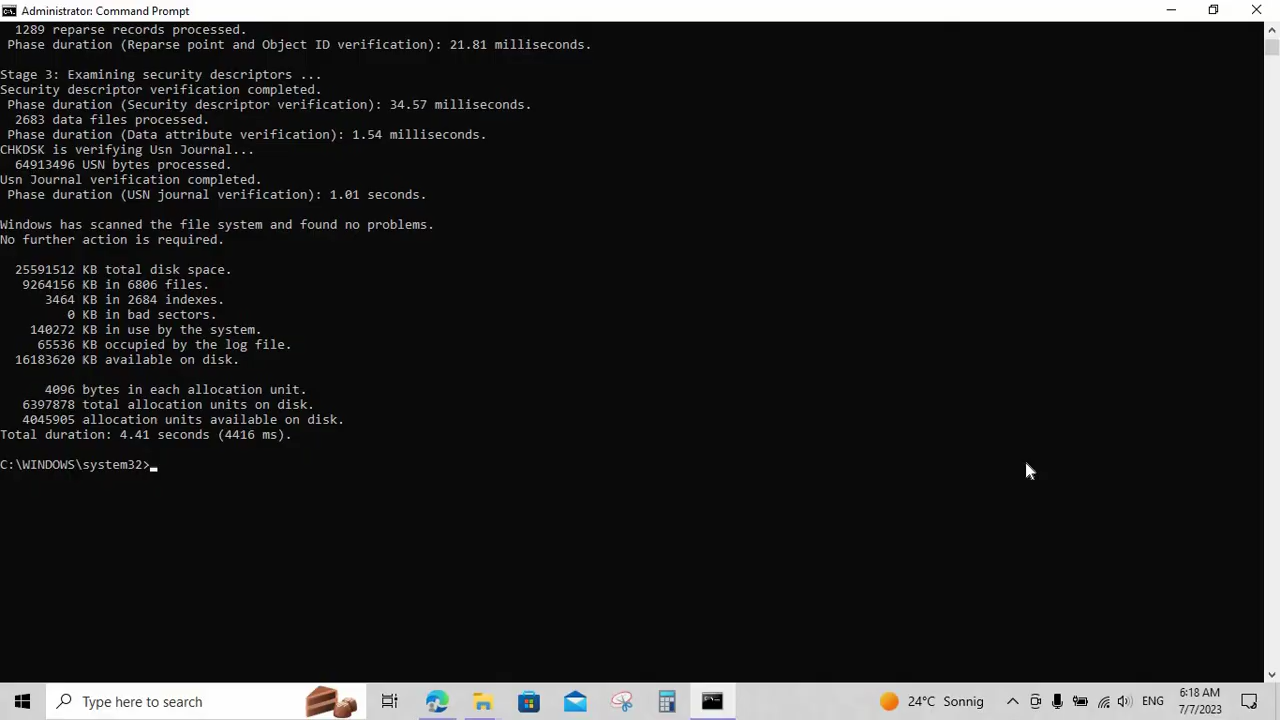 Administrator: Command Prompt
1289 reparse records processed.
Phase duration (Reparse point and Object ID verification): 21.81 milliseconds.
Stage 3: Examining security descriptors ...
Security descriptor verification completed.
Phase duration (Security descriptor verification): 34.57 milliseconds.
2683 data files processed.
Phase duration (Data attribute verification): 1.54 milliseconds.
CHKDSK is verifying Usn Journal...
64913496 USN bytes processed.
Usn Journal verification completed.
Phase duration (USN journal verification): 1.01 seconds.
Windows has scanned the file system and found no problems.
No further action is required.
25591512 KB total disk space.
9264156 KB in 6806 files.
3464 KB in 2684 indexes.
0 KB in bad sectors.
140272 KB in use by the system.
65536 KB occupied by the log file.
16183620 KB available on disk.
4096 bytes in each allocation unit.
6397878 total allocation units on disk.
4045905 allocation units available on disk.
Total duration: 4.41 seconds (4416 ms).
C:\WINDOWS\system32>
Type here to search
24°C Sonnig
ENG
6:18 AM
7/7/2023